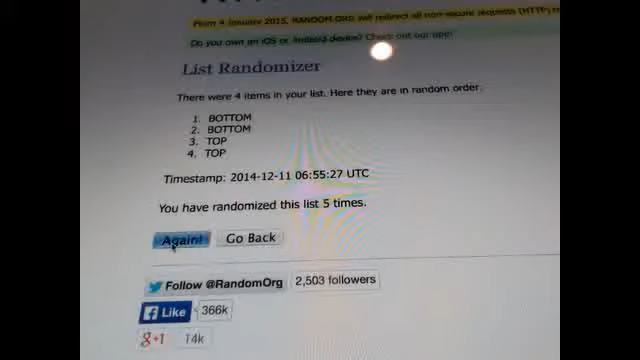 From 4 January 2015, RANDOM.ORG will redirect all non-secure requests (HTTP) to
Do you own an iOS or Android device? Check out our app!
List Randomizer
There were 4 items in your list. Here they are in random order:
1. BOTTOM
2. BOTTOM
3. TOP
4. TOP
Timestamp: 2014-12-11 06:55:27 UTC
You have randomized this list 5 times.
Again! Go Back
Follow @RandomOrg 2,503 followers
f Like 366k
g+1 14k